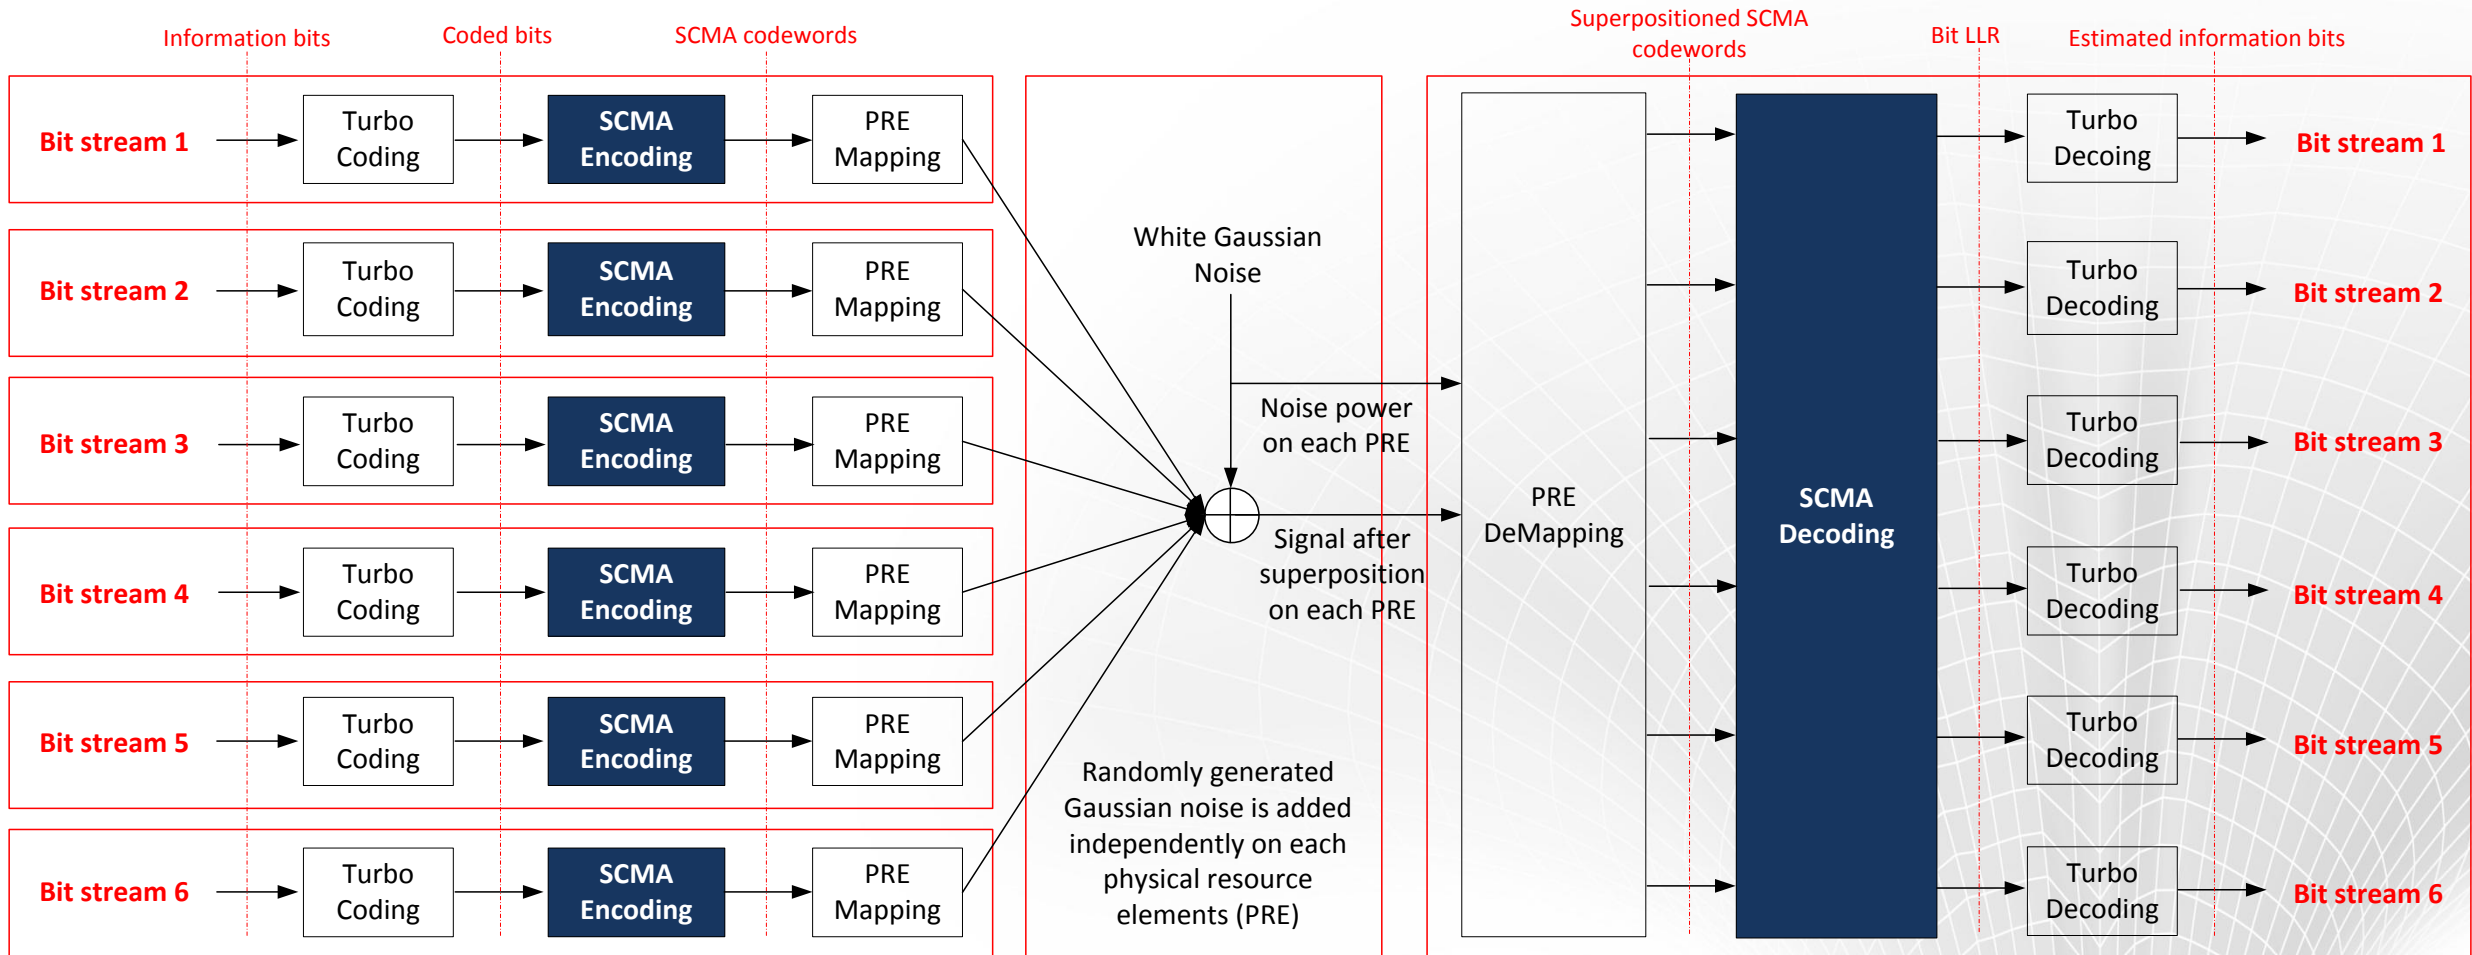 Information bits
Coded bits
SCMA codewords
Superpositioned SCMA
codewords
Bit LLR
Estimated information bits
Bit stream 1
Turbo
Coding
SCMA
Encoding
PRE
Mapping
Bit stream 2
Turbo
Coding
SCMA
Encoding
PRE
Mapping
Bit stream 3
Turbo
Coding
SCMA
Encoding
PRE
Mapping
Bit stream 4
Turbo
Coding
SCMA
Encoding
PRE
Mapping
Bit stream 5
Turbo
Coding
SCMA
Encoding
PRE
Mapping
Bit stream 6
Turbo
Coding
SCMA
Encoding
PRE
Mapping
White Gaussian
Noise
Noise power
on each PRE
Signal after
superposition
on each PRE
Randomly generated
Gaussian noise is added
independently on each
physical resource
elements (PRE)
PRE
DeMapping
SCMA
Decoding
Turbo
Decoing
Bit stream 1
Turbo
Decoding
Bit stream 2
Turbo
Decoding
Bit stream 3
Turbo
Decoding
Bit stream 4
Turbo
Decoding
Bit stream 5
Turbo
Decoding
Bit stream 6